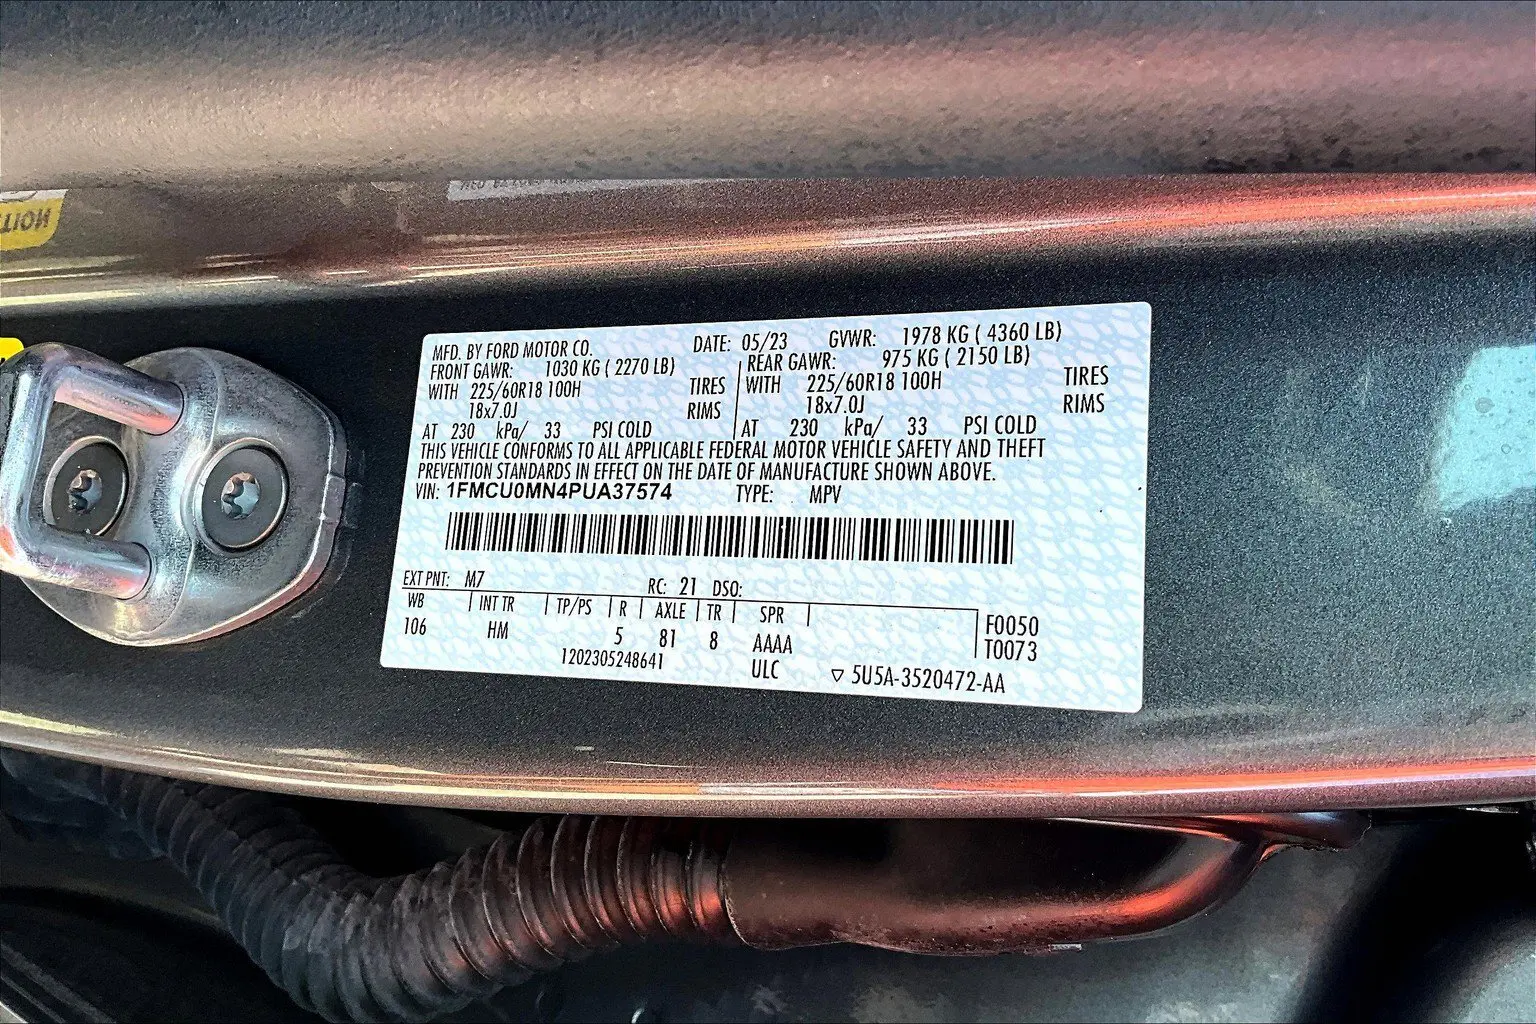 MFD. BY FORD MOTOR CO. DATE: 05/23 GVWR: 1978 KG ( 4360 LB)
FRONT GAWR: 1030 KG ( 2270 LB) REAR GAWR: 975 KG ( 2150 LB)
WITH 225/60R18 100H TIRES WITH 225/60R18 100H TIRES
18x7.0J RIMS 18x7.0J RIMS
AT 230 kPa/ 33 PSI COLD AT 230 kPa/ 33 PSI COLD
THIS VEHICLE CONFORMS TO ALL APPLICABLE FEDERAL MOTOR VEHICLE SAFETY AND THEFT
PREVENTION STANDARDS IN EFFECT ON THE DATE OF MANUFACTURE SHOWN ABOVE.
VIN: 1FMCU0MN4PUA37574 TYPE: MPV
EXT PNT: M7 RC: 21 DSO:
WB INT TR TP/PS R AXLE TR SPR F0050
106 HM 5 81 8 AAAA T0073
1202305248641 ULC ▽ 5U5A-3520472-AA